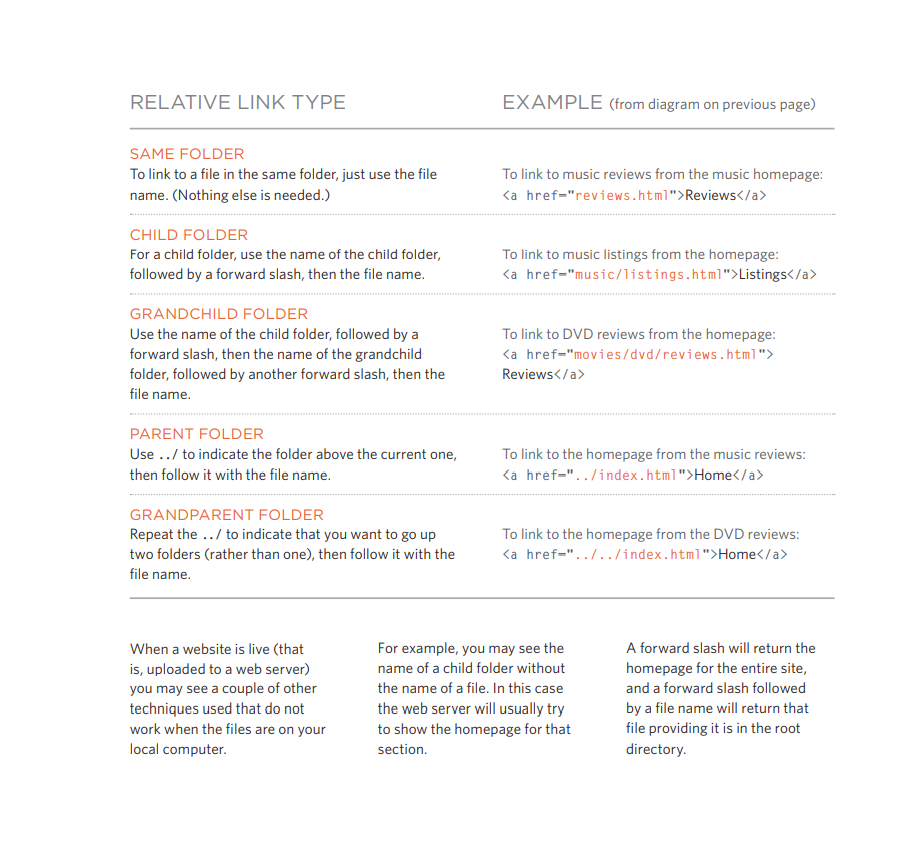 RELATIVE LINK TYPE
EXAMPLE (from diagram on previous page)
SAME FOLDER
To link to a file in the same folder, just use the file
name. (Nothing else is needed.)
To link to music reviews from the music homepage:
<a href="reviews.html">Reviews</a>
CHILD FOLDER
For a child folder, use the name of the child folder,
followed by a forward slash, then the file name.
To link to music listings from the homepage:
<a href="music/listings.html">Listings</a>
GRANDCHILD FOLDER
Use the name of the child folder, followed by a
forward slash, then the name of the grandchild
folder, followed by another forward slash, then the
file name.
To link to DVD reviews from the homepage:
<a href="movies/dvd/reviews.html">
Reviews</a>
PARENT FOLDER
Use ../ to indicate the folder above the current one,
then follow it with the file name.
To link to the homepage from the music reviews:
<a href="../index.html">Home</a>
GRANDPARENT FOLDER
Repeat the ../ to indicate that you want to go up
two folders (rather than one), then follow it with the
file name.
To link to the homepage from the DVD reviews:
<a href="../../index.html">Home</a>
When a website is live (that
is, uploaded to a web server)
you may see a couple of other
techniques used that do not
work when the files are on your
local computer.
For example, you may see the
name of a child folder without
the name of a file. In this case
the web server will usually try
to show the homepage for that
section.
A forward slash will return the
homepage for the entire site,
and a forward slash followed
by a file name will return that
file providing it is in the root
directory.